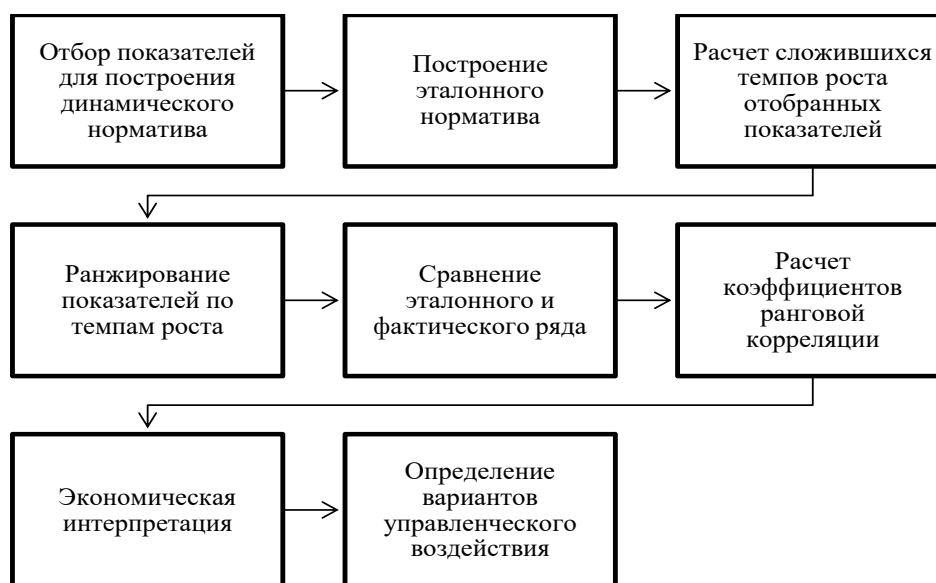 Отбор показателей
для построения
динамического
норматива
Построение
эталонного
норматива
Расчет сложившихся
темпов роста
отобранных
показателей
Ранжирование
показателей по
темпам роста
Сравнение
эталонного и
фактического ряда
Расчет
коэффициентов
ранговой
корреляции
Экономическая
интерпретация
Определение
вариантов
управленческого
воздействия